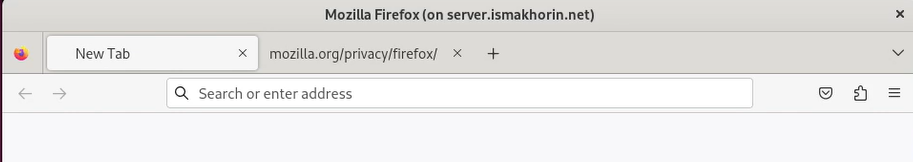 Mozilla Firefox (on server.ismakhorin.net)
New Tab mozilla.org/privacy/firefox/
Search or enter address